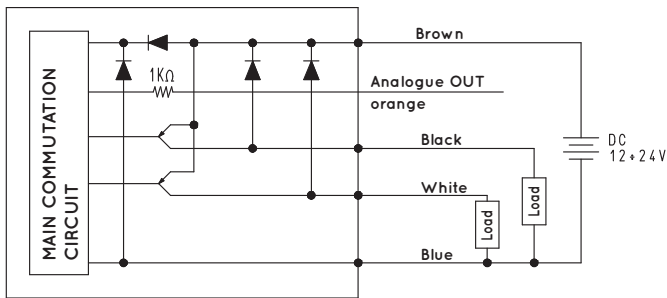 Brown
1KΩ
Analogue OUT
orange
Black
DC
12÷24V
White
Load
Load
Blue
MAIN COMMUTATION
CIRCUIT